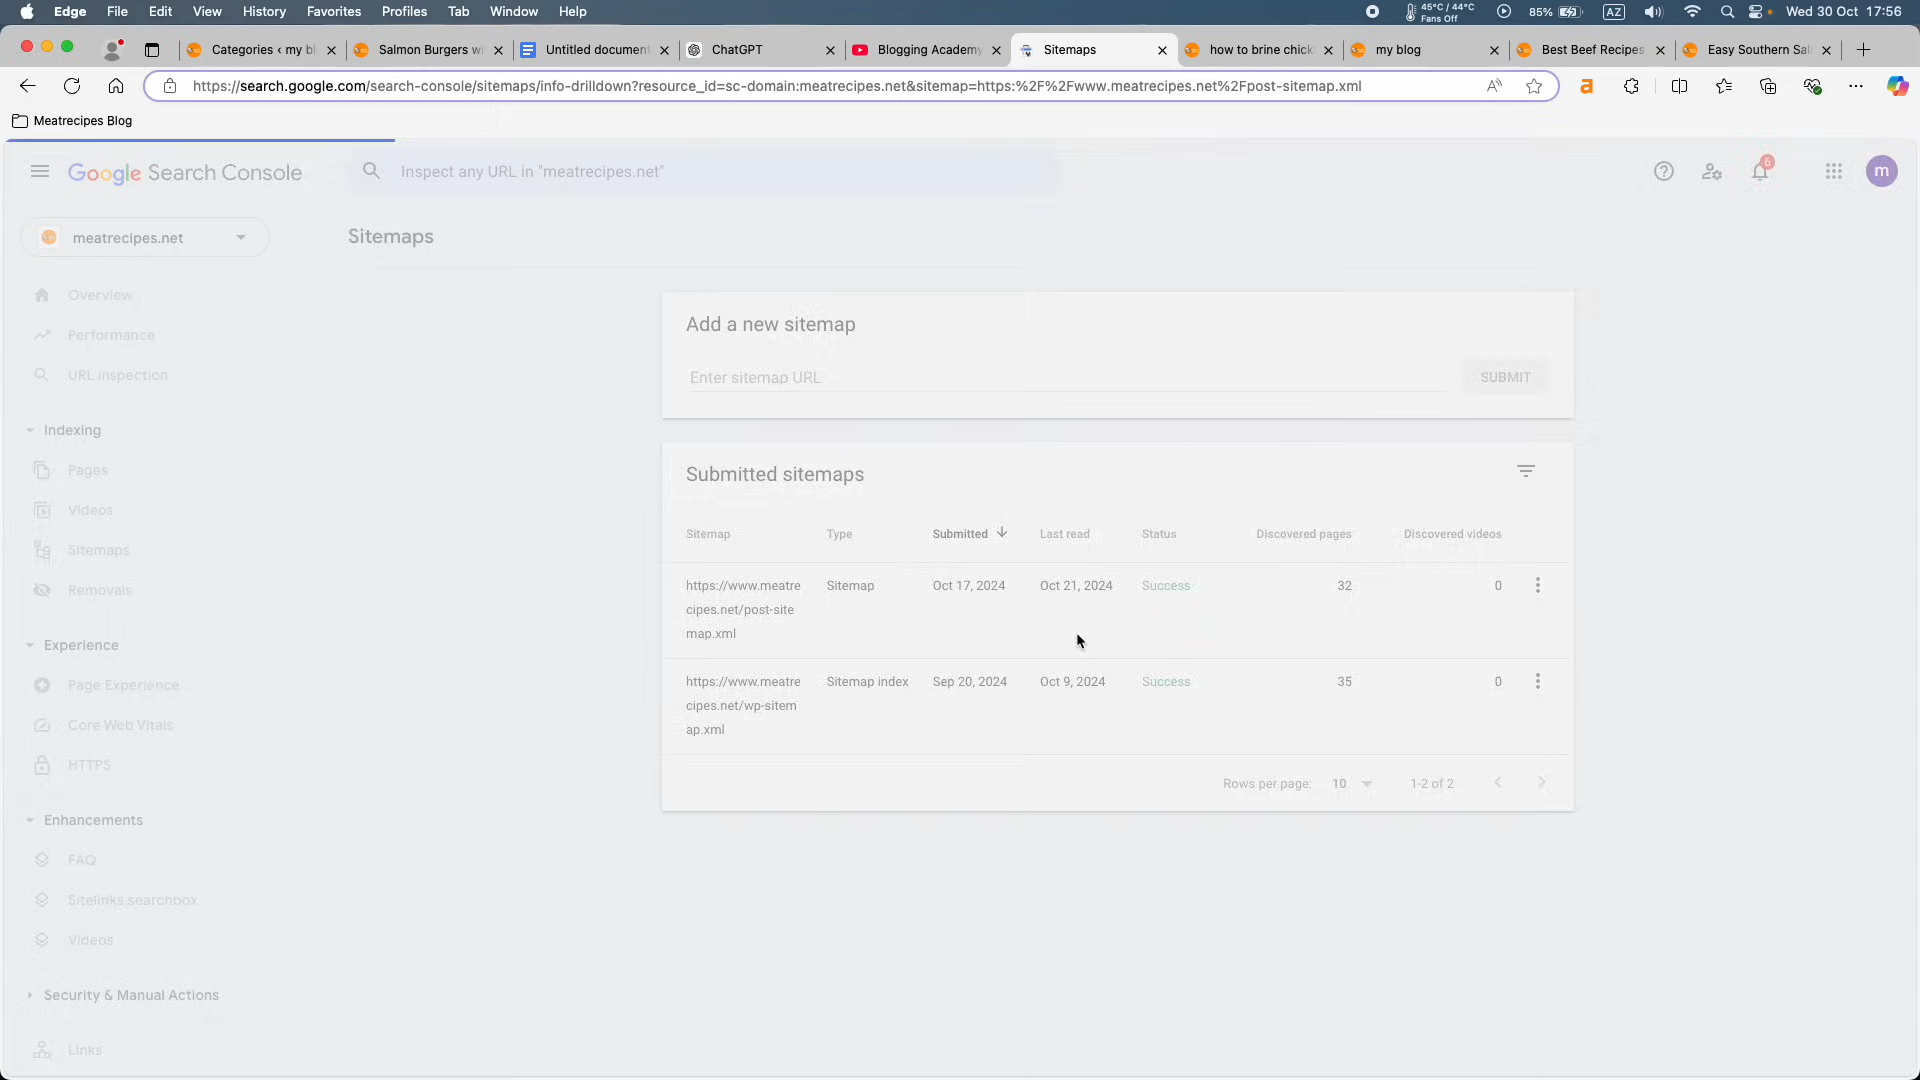 Edge File Edit View History Favorites Profiles Tab Window Help 45°C / 44°C Fans Off 85% AZ Wed 30 Oct 17:56
Categories ‹ my bl Salmon Burgers wi Untitled document ChatGPT Blogging Academy Sitemaps how to brine chick my blog Best Beef Recipes Easy Southern Sal
https://search.google.com/search-console/sitemaps/info-drilldown?resource_id=sc-domain:meatrecipes.net&sitemap=https:%2F%2Fwww.meatrecipes.net%2Fpost-sitemap.xml
Meatrecipes Blog
Google Search Console Inspect any URL in "meatrecipes.net" 6 m
meatrecipes.net
Sitemaps
Overview
Performance
URL inspection
Indexing
Pages
Videos
Sitemaps
Removals
Experience
Page Experience
Core Web Vitals
HTTPS
Enhancements
FAQ
Sitelinks searchbox
Videos
Security & Manual Actions
Links
Add a new sitemap
Enter sitemap URL SUBMIT
Submitted sitemaps
Sitemap Type Submitted Last read Status Discovered pages Discovered videos
https://www.meatre Sitemap Oct 17, 2024 Oct 21, 2024 Success 32 0
cipes.net/post-site
map.xml
https://www.meatre Sitemap index Sep 20, 2024 Oct 9, 2024 Success 35 0
cipes.net/wp-sitem
ap.xml
Rows per page: 10 1-2 of 2